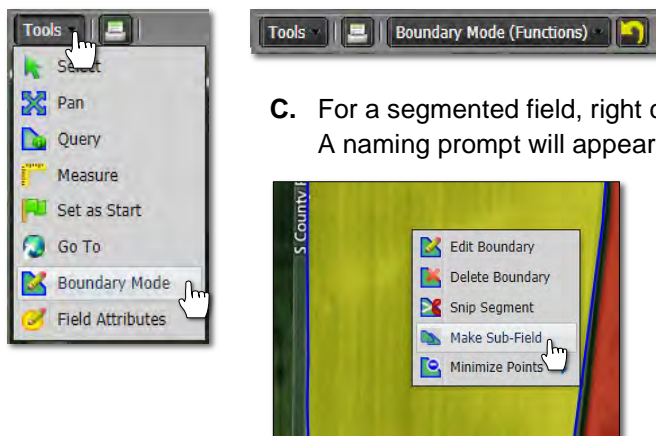 Tools
Select
Pan
Query
Measure
Set as Start
Go To
Boundary Mode
Field Attributes
Tools Boundary Mode (Functions)
C. For a segmented field, right
A naming prompt will appear
S County
Edit Boundary
Delete Boundary
Snip Segment
Make Sub-Field
Minimize Points